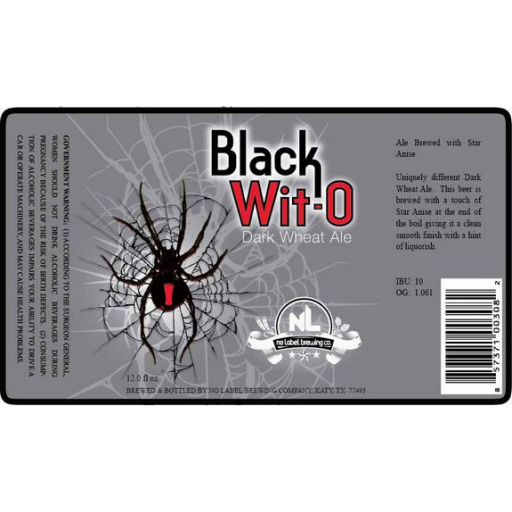 GOVERNMENT WARNING: (1) ACCORDING TO THE SURGEON GENERAL,
WOMEN SHOULD NOT DRINK ALCOHOLIC BEVERAGES DURING
PREGNANCY BECAUSE OF THE RISK OF BIRTH DEFECTS (2) CONSUMP-
TION OF ALCOHOLIC BEVERAGES IMPAIRS YOUR ABILITY TO DRIVE A
CAR OR OPERATE MACHINERY, AND MAY CAUSE HEALTH PROBLEMS.
Black
Wit-O
Dark Wheat Ale
NL
no label brewing co.
12.0 fl oz
BREWED & BOTTLED BY NO LABEL BREWING COMPANY, KATY, TX 77493
Ale Brewed with Star
Anise
Uniquely different Dark
Wheat Ale. This beer is
brewed with a touch of
Star Anise at the end of
the boil giving it a clean
smooth finish with a hint
of liquorish.
IBU: 10
OG: 1.061
8 57371 00308 2